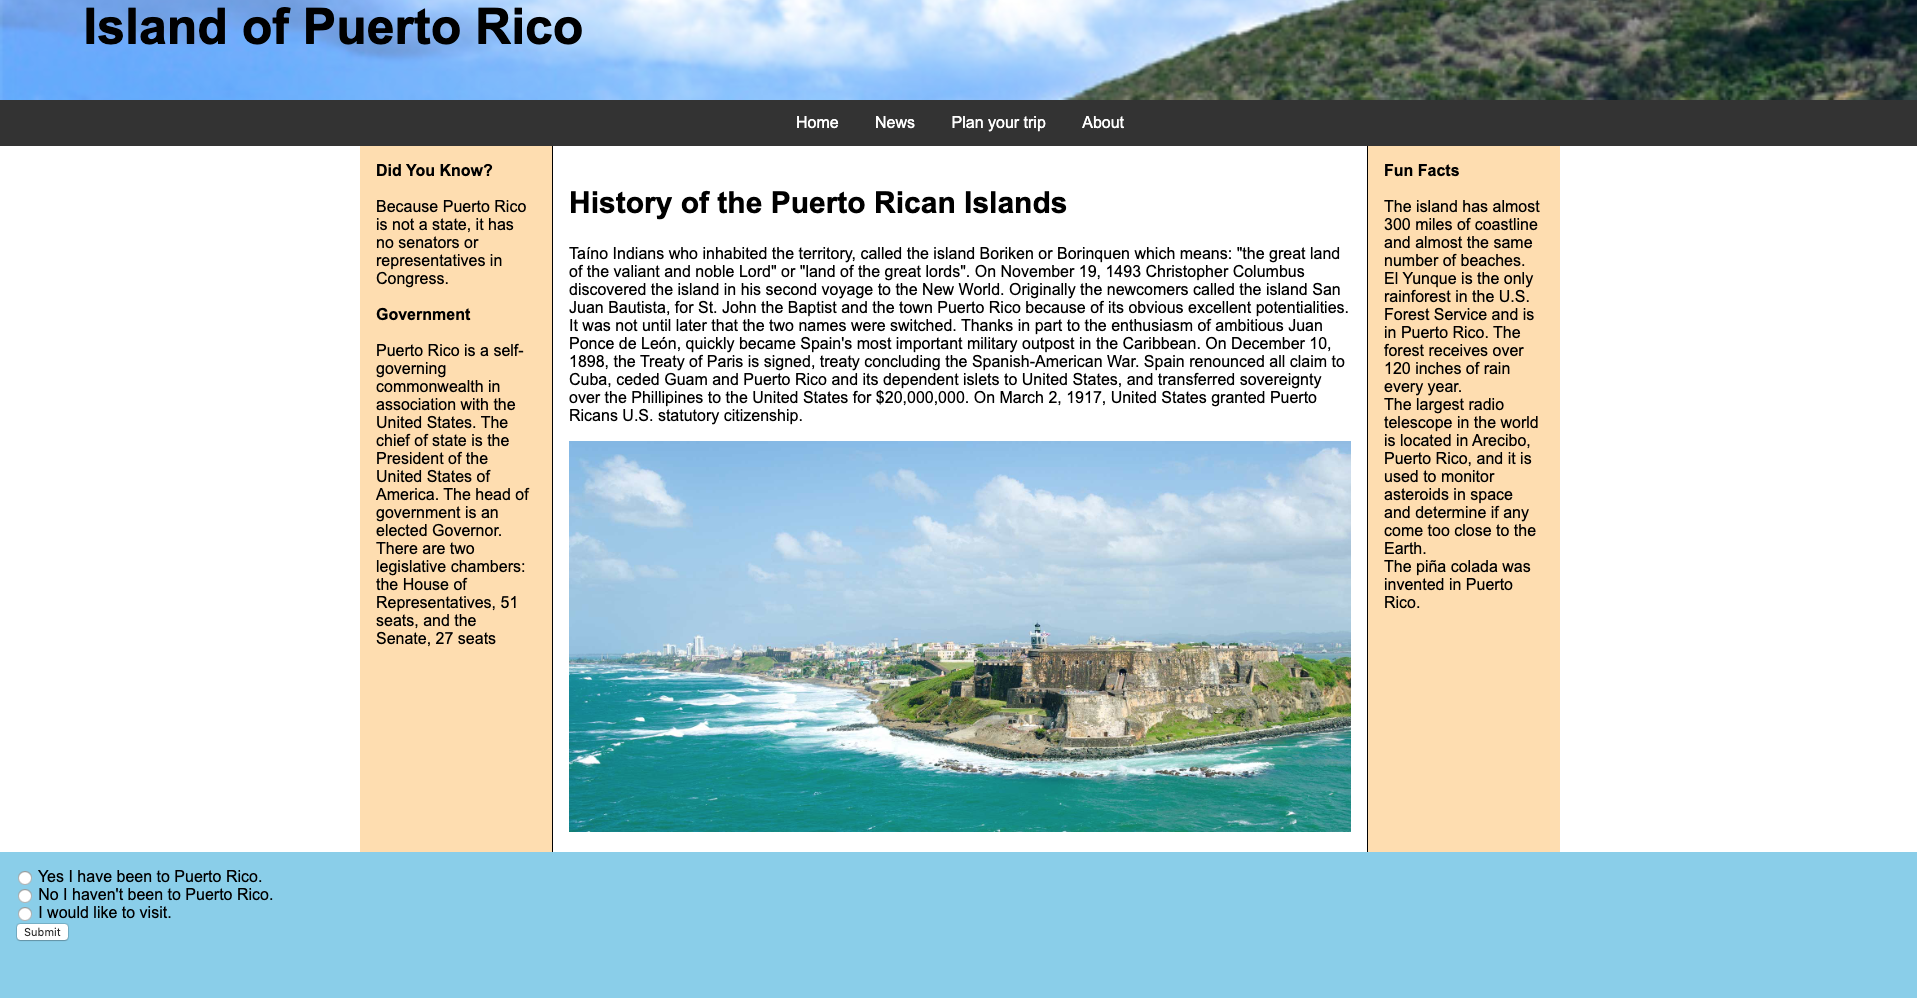 Island of Puerto Rico
Home News Plan your trip About
Did You Know?
Because Puerto Rico
is not a state, it has
no senators or
representatives in
Congress.
Government
Puerto Rico is a self-
governing
commonwealth in
association with the
United States. The
chief of state is the
President of the
United States of
America. The head of
government is an
elected Governor.
There are two
legislative chambers:
the House of
Representatives, 51
seats, and the
Senate, 27 seats
History of the Puerto Rican Islands
Taíno Indians who inhabited the territory, called the island Boriken or Borinquen which means: "the great land
of the valiant and noble Lord" or "land of the great lords". On November 19, 1493 Christopher Columbus
discovered the island in his second voyage to the New World. Originally the newcomers called the island San
Juan Bautista, for St. John the Baptist and the town Puerto Rico because of its obvious excellent potentialities.
It was not until later that the two names were switched. Thanks in part to the enthusiasm of ambitious Juan
Ponce de León, quickly became Spain's most important military outpost in the Caribbean. On December 10,
1898, the Treaty of Paris is signed, treaty concluding the Spanish-American War. Spain renounced all claim to
Cuba, ceded Guam and Puerto Rico and its dependent islets to United States, and transferred sovereignty
over the Phillipines to the United States for $20,000,000. On March 2, 1917, United States granted Puerto
Ricans U.S. statutory citizenship.
Fun Facts
The island has almost
300 miles of coastline
and almost the same
number of beaches.
El Yunque is the only
rainforest in the U.S.
Forest Service and is
in Puerto Rico. The
forest receives over
120 inches of rain
every year.
The largest radio
telescope in the world
is located in Arecibo,
Puerto Rico, and it is
used to monitor
asteroids in space
and determine if any
come too close to the
Earth.
The piña colada was
invented in Puerto
Rico.
Yes I have been to Puerto Rico.
No I haven't been to Puerto Rico.
I would like to visit.
Submit